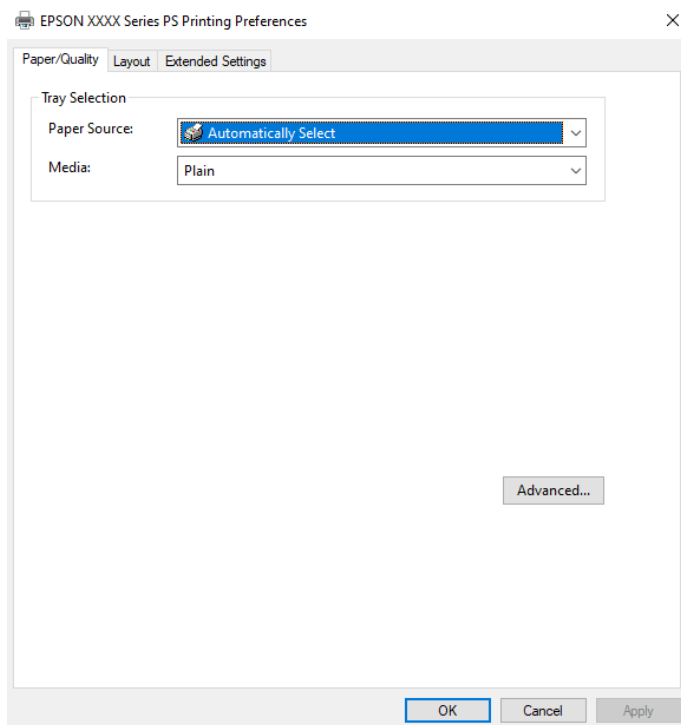 EPSON XXXX Series PS Printing Preferences
Paper/Quality Layout Extended Settings
Tray Selection
Paper Source: Automatically Select
Media: Plain
Advanced...
OK Cancel Apply